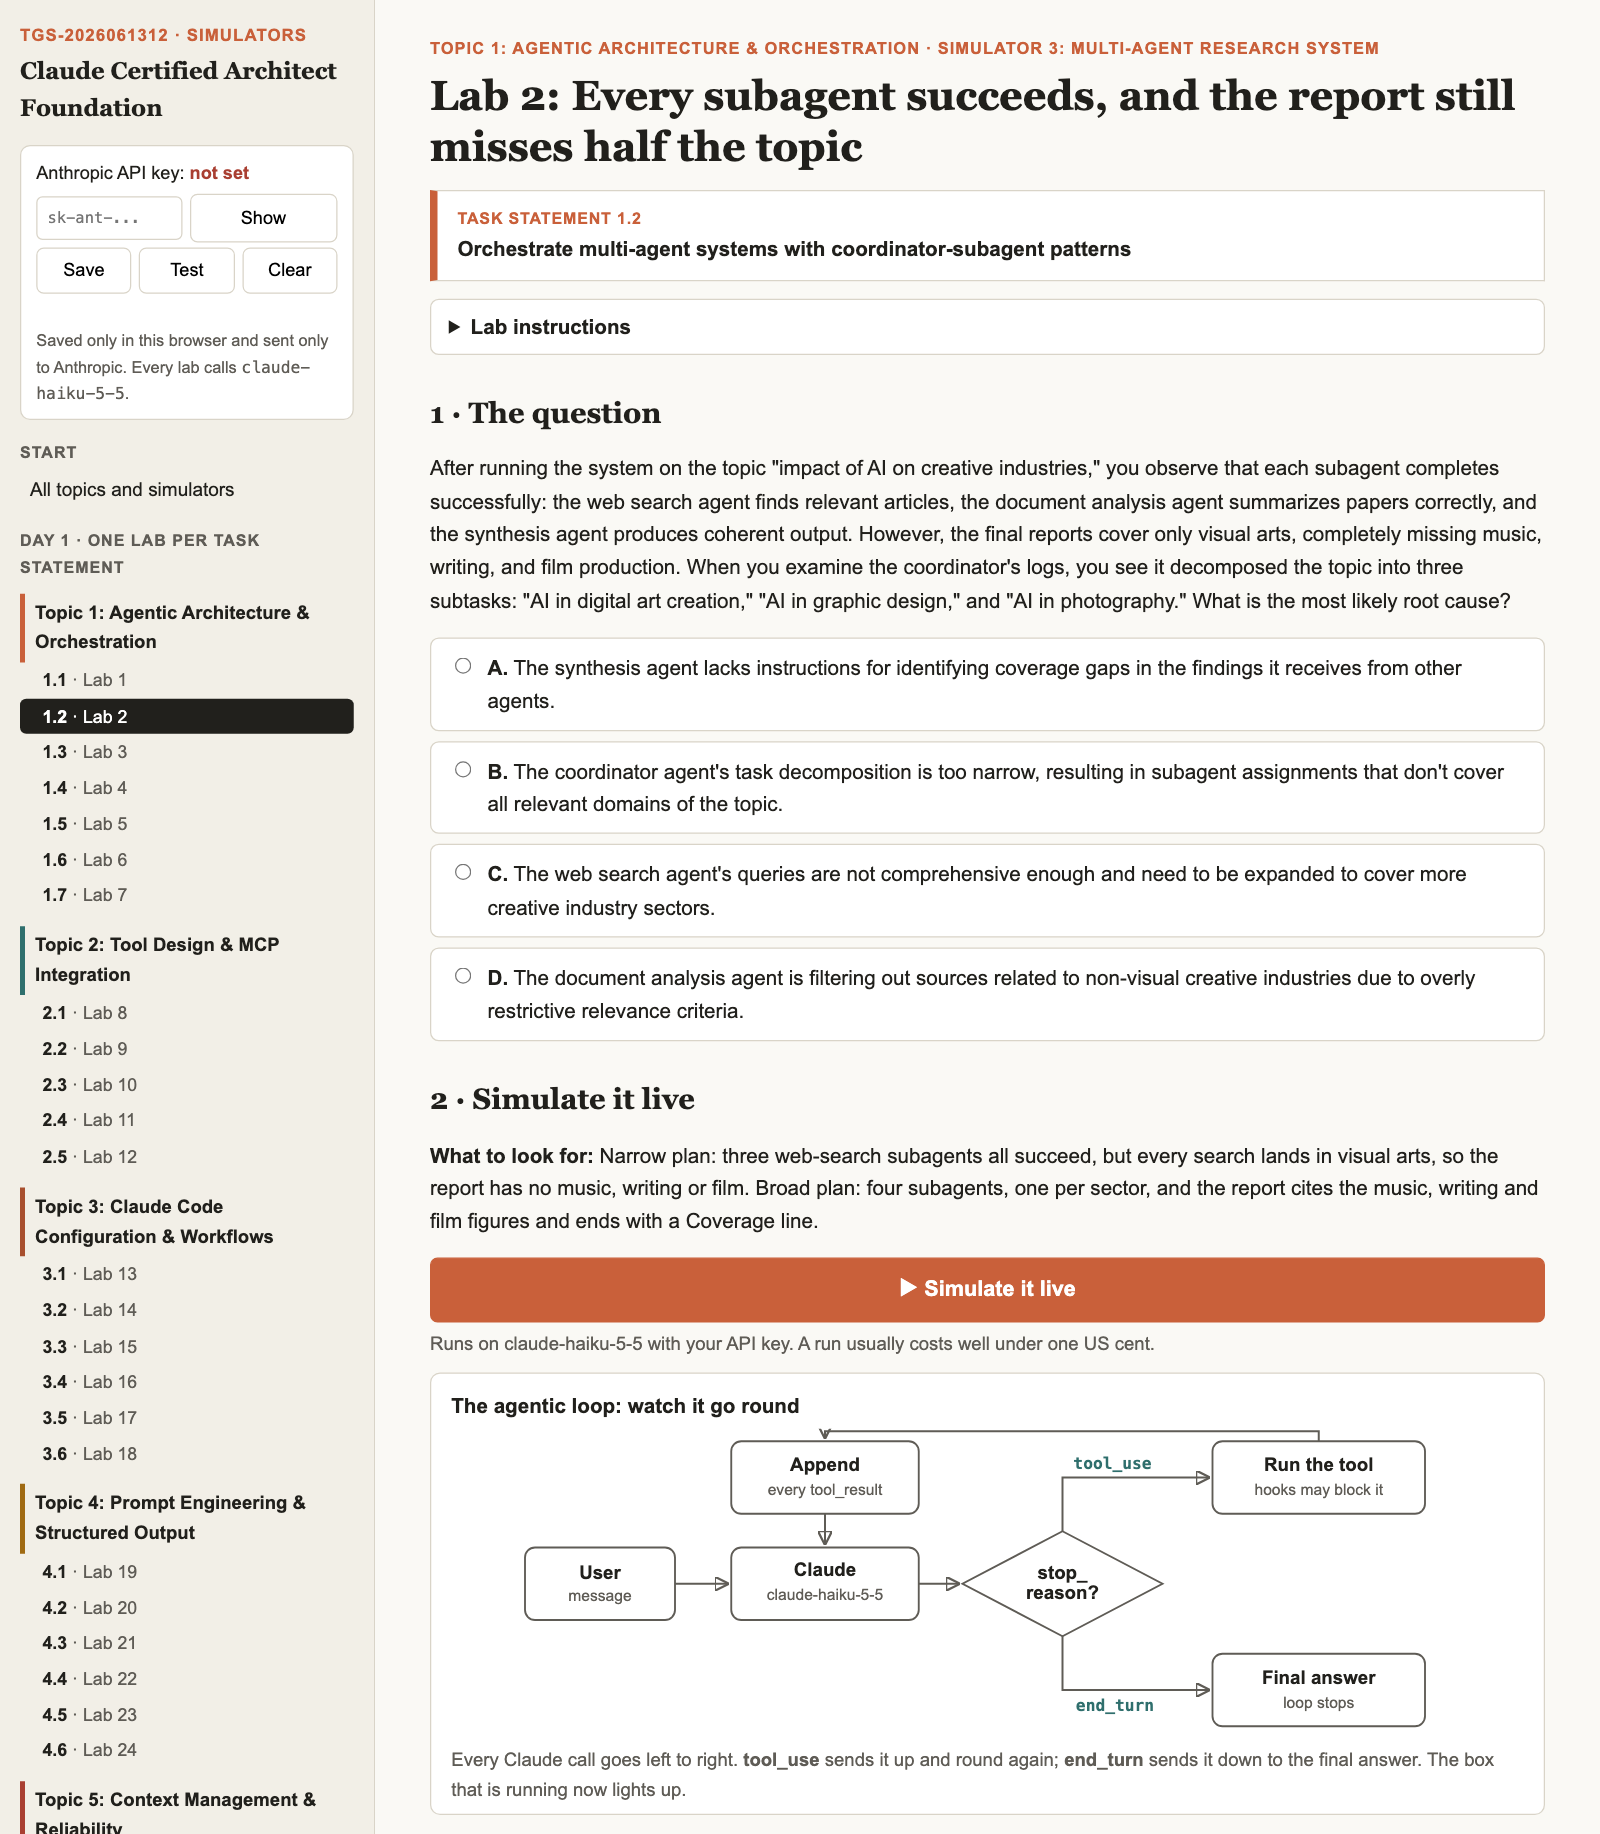 TGS-2026061312 · SIMULATORS
Claude Certified Architect
Foundation
Anthropic API key: not set
sk-ant-...
Show
Save
Test
Clear
Saved only in this browser and sent only
to Anthropic. Every lab calls claude-
haiku-5-5.
START
All topics and simulators
DAY 1 · ONE LAB PER TASK
STATEMENT
Topic 1: Agentic Architecture &
Orchestration
1.1 · Lab 1
1.2 · Lab 2
1.3 · Lab 3
1.4 · Lab 4
1.5 · Lab 5
1.6 · Lab 6
1.7 · Lab 7
Topic 2: Tool Design & MCP
Integration
2.1 · Lab 8
2.2 · Lab 9
2.3 · Lab 10
2.4 · Lab 11
2.5 · Lab 12
Topic 3: Claude Code
Configuration & Workflows
3.1 · Lab 13
3.2 · Lab 14
3.3 · Lab 15
3.4 · Lab 16
3.5 · Lab 17
3.6 · Lab 18
Topic 4: Prompt Engineering &
Structured Output
4.1 · Lab 19
4.2 · Lab 20
4.3 · Lab 21
4.4 · Lab 22
4.5 · Lab 23
4.6 · Lab 24
Topic 5: Context Management &
Reliability
TOPIC 1: AGENTIC ARCHITECTURE & ORCHESTRATION · SIMULATOR 3: MULTI-AGENT RESEARCH SYSTEM
Lab 2: Every subagent succeeds, and the report still
misses half the topic
TASK STATEMENT 1.2
Orchestrate multi-agent systems with coordinator-subagent patterns
▶ Lab instructions
1 · The question
After running the system on the topic "impact of AI on creative industries," you observe that each subagent completes
successfully: the web search agent finds relevant articles, the document analysis agent summarizes papers correctly, and
the synthesis agent produces coherent output. However, the final reports cover only visual arts, completely missing music,
writing, and film production. When you examine the coordinator's logs, you see it decomposed the topic into three
subtasks: "AI in digital art creation," "AI in graphic design," and "AI in photography." What is the most likely root cause?
A. The synthesis agent lacks instructions for identifying coverage gaps in the findings it receives from other
agents.
B. The coordinator agent's task decomposition is too narrow, resulting in subagent assignments that don't cover
all relevant domains of the topic.
C. The web search agent's queries are not comprehensive enough and need to be expanded to cover more
creative industry sectors.
D. The document analysis agent is filtering out sources related to non-visual creative industries due to overly
restrictive relevance criteria.
2 · Simulate it live
What to look for: Narrow plan: three web-search subagents all succeed, but every search lands in visual arts, so the
report has no music, writing or film. Broad plan: four subagents, one per sector, and the report cites the music, writing and
film figures and ends with a Coverage line.
▶ Simulate it live
Runs on claude-haiku-5-5 with your API key. A run usually costs well under one US cent.
The agentic loop: watch it go round
Append
every tool_result
tool_use
Run the tool
hooks may block it
User
message
Claude
claude-haiku-5-5
stop_
reason?
end_turn
Final answer
loop stops
Every Claude call goes left to right. tool_use sends it up and round again; end_turn sends it down to the final answer. The box
that is running now lights up.